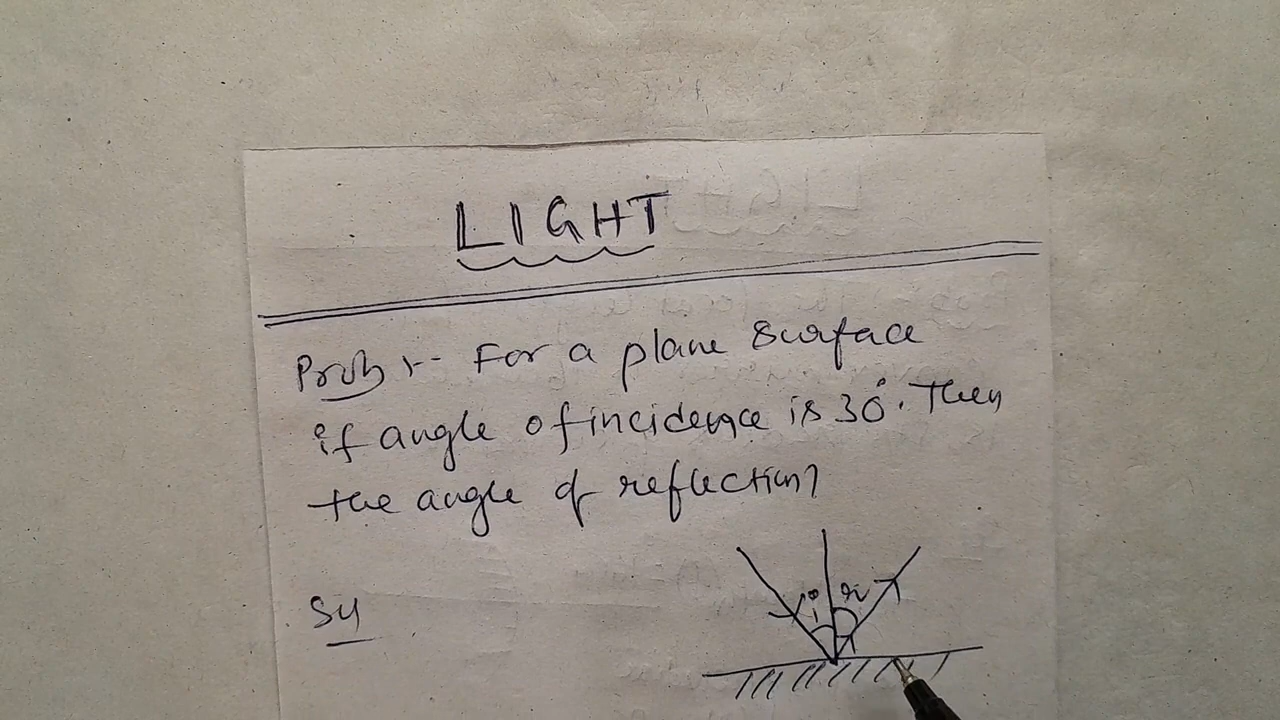 LIGHT
Prob :- For a plane surface
if angle of incidence is 30°. Then
the angle of reflection?
Sol
i r